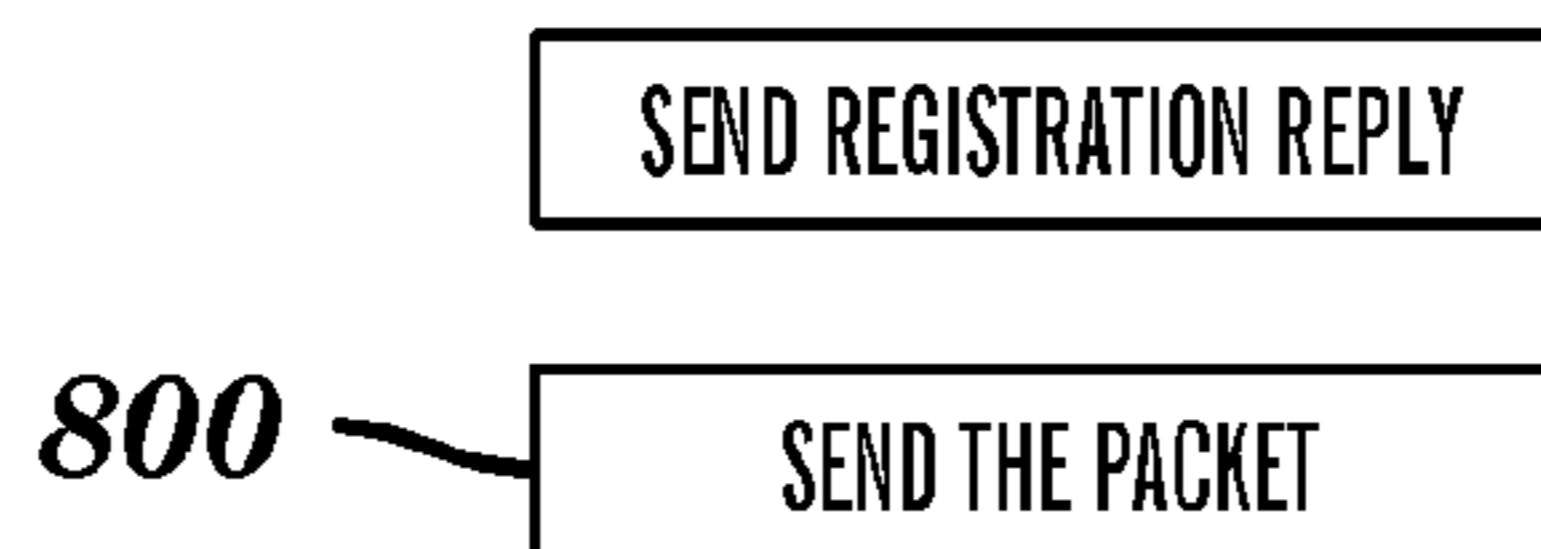 SEND REGISTRATION REPLY
800
SEND THE PACKET